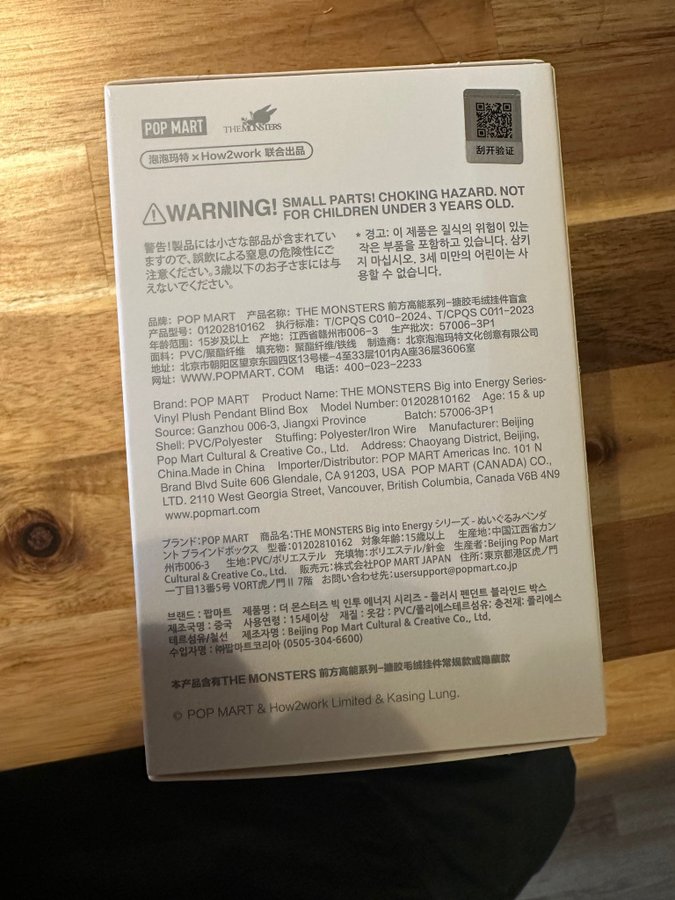 POP MART THE MONSTERS
泡泡玛特 × How2work 联合出品
刮开验证
WARNING! SMALL PARTS! CHOKING HAZARD. NOT
FOR CHILDREN UNDER 3 YEARS OLD.
警告!製品には小さな部品が含まれてい
ますので、誤飲による窒息の危険性にご
注意ください。3歳以下のお子さまには与
えないでください。
* 경고: 이 제품은 질식의 위험이 있는
작은 부품을 포함하고 있습니다. 삼키
지 마십시오. 3세 미만의 어린이는 사
용할 수 없습니다.
品牌: POP MART 产品名称: THE MONSTERS 前方高能系列-搪胶毛绒挂件盲盒
产品型号: 01202810162 执行标准: T/CPQS C010-2024、T/CPQS C011-2023
年龄范围: 15岁及以上 产地: 江西省赣州市006-3 生产批次: 57006-3P1
面料: PVC/聚酯纤维 填充物: 聚酯纤维/铁线 制造商: 北京泡泡玛特文化创意有限公司
地址: 北京市朝阳区望京东园四区13号楼-4至33层101内A座36层3606室
网址: WWW.POPMART.COM 电话: 400-023-2233
Brand: POP MART Product Name: THE MONSTERS Big into Energy Series-
Vinyl Plush Pendant Blind Box Model Number: 01202810162 Age: 15 & up
Source: Ganzhou 006-3, Jiangxi Province Batch: 57006-3P1
Shell: PVC/Polyester Stuffing: Polyester/Iron Wire Manufacturer: Beijing
Pop Mart Cultural & Creative Co., Ltd. Address: Chaoyang District, Beijing,
China.Made in China Importer/Distributor: POP MART Americas Inc. 101 N
Brand Blvd Suite 606 Glendale, CA 91203, USA POP MART (CANADA) CO.,
LTD. 2110 West Georgia Street, Vancouver, British Columbia, Canada V6B 4N9
www.popmart.com
ブランド:POP MART 商品名:THE MONSTERS Big into Energy シリーズ - ぬいぐるみペンダ
ント ブラインドボックス 型番:01202810162 対象年齢:15歳以上 生産地:中国江西省カン
州市006-3 生地:PVC/ポリエステル 充填物:ポリエステル/針金 生産者:Beijing Pop Mart
Cultural & Creative Co., Ltd. 販売元:株式会社POP MART JAPAN 住所:東京都港区虎ノ門
一丁目13番5号 VORT虎ノ門Ⅱ 7階 お問い合わせ先:usersupport@popmart.co.jp
브랜드 : 팝마트 제품명 : 더 몬스터즈 빅 인투 에너지 시리즈 - 플러시 펜던트 블라인드 박스
제조국명 : 중국 사용연령 : 15세이상 재질 : 옷감 : PVC/폴리에스테르섬유; 충전재: 폴리에스
테르섬유/철선 제조자명 : Beijing Pop Mart Cultural & Creative Co., Ltd.
수입자명 : ㈜팝마트코리아 (0505-304-6600)
本产品含有THE MONSTERS 前方高能系列-搪胶毛绒挂件常规款或隐藏款
© POP MART & How2work Limited & Kasing Lung.